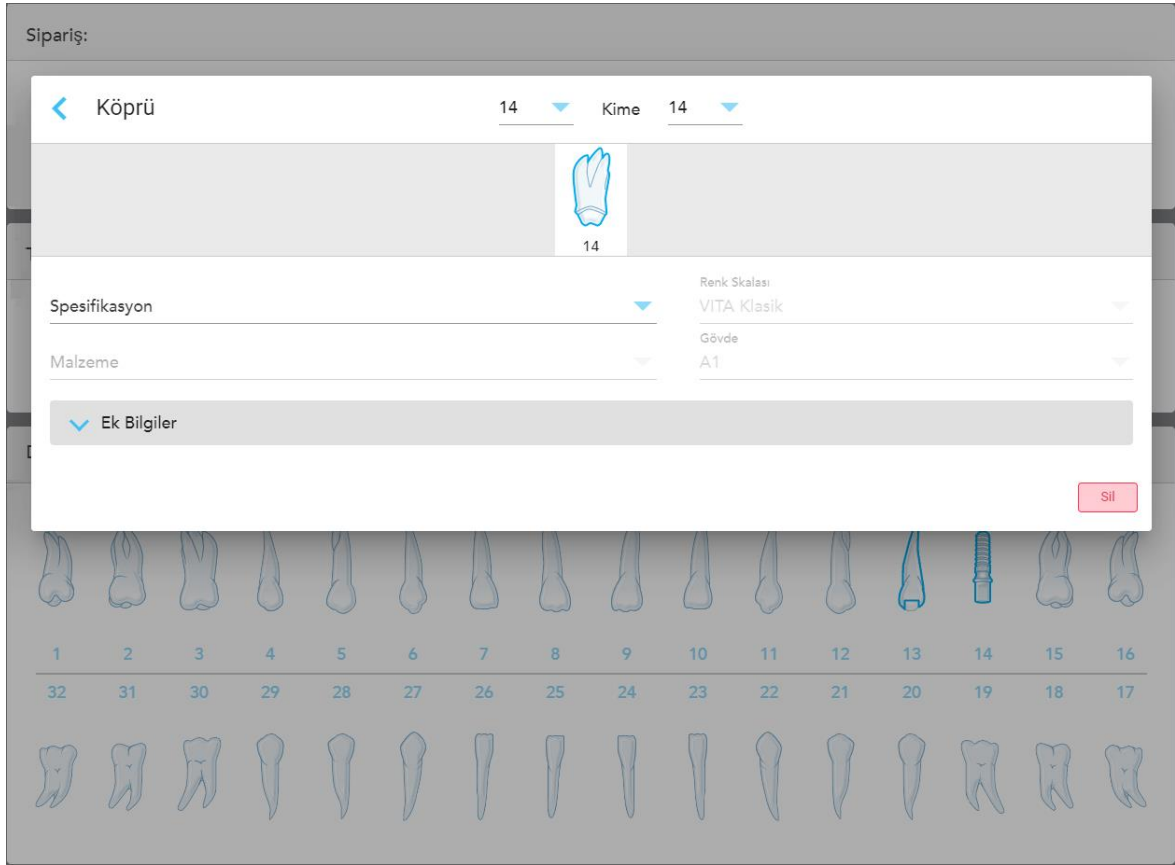 Sipariş:
Köprü
14 Kime 14
14
Spesifikasyon
Renk Skalası
VITA Klasik
Malzeme
Gövde
A1
Ek Bilgiler
Sil
1 2 3 4 5 6 7 8 9 10 11 12 13 14 15 16
32 31 30 29 28 27 26 25 24 23 22 21 20 19 18 17